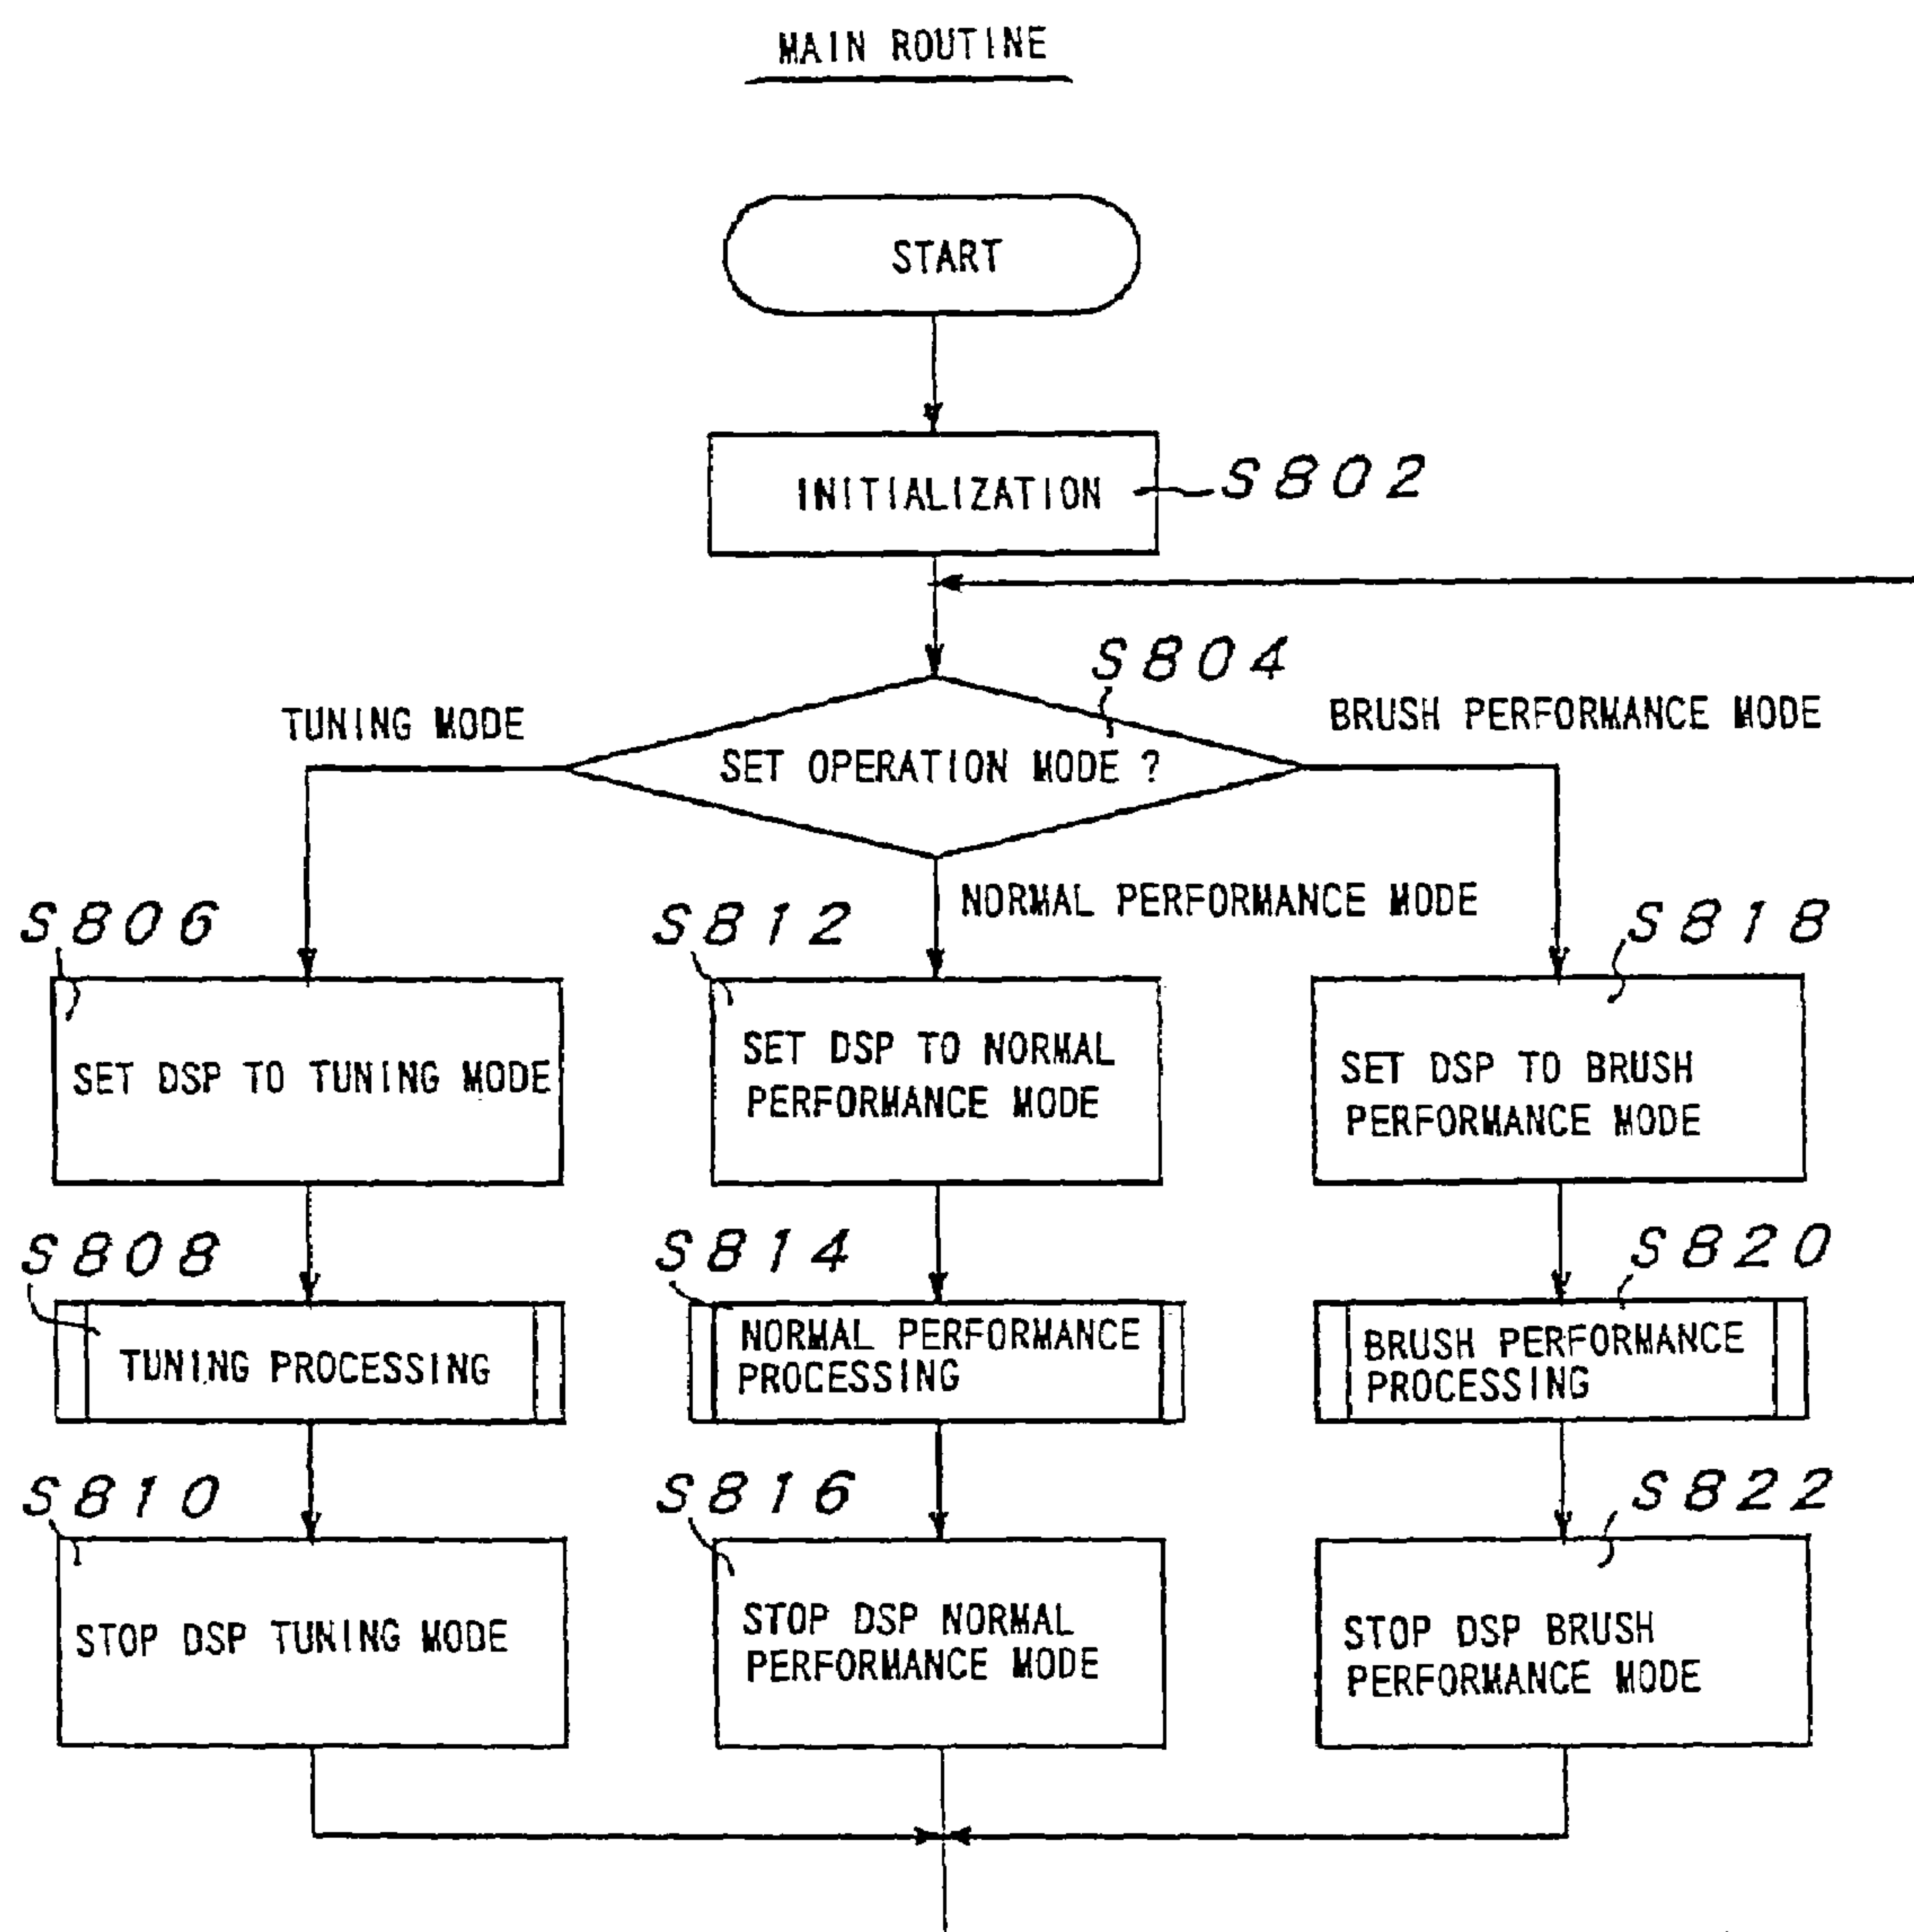 MAIN ROUTINE
START
INITIALIZATION
S802
S804
TUNING MODE
BRUSH PERFORMANCE MODE
SET OPERATION MODE ?
NORMAL PERFORMANCE MODE
S806
S812
S818
SET DSP TO TUNING MODE
SET DSP TO NORMAL
PERFORMANCE MODE
SET DSP TO BRUSH
PERFORMANCE MODE
S808
S814
S820
TUNING PROCESSING
NORMAL PERFORMANCE
PROCESSING
BRUSH PERFORMANCE
PROCESSING
S810
S816
S822
STOP DSP TUNING MODE
STOP DSP NORMAL
PERFORMANCE MODE
STOP DSP BRUSH
PERFORMANCE MODE